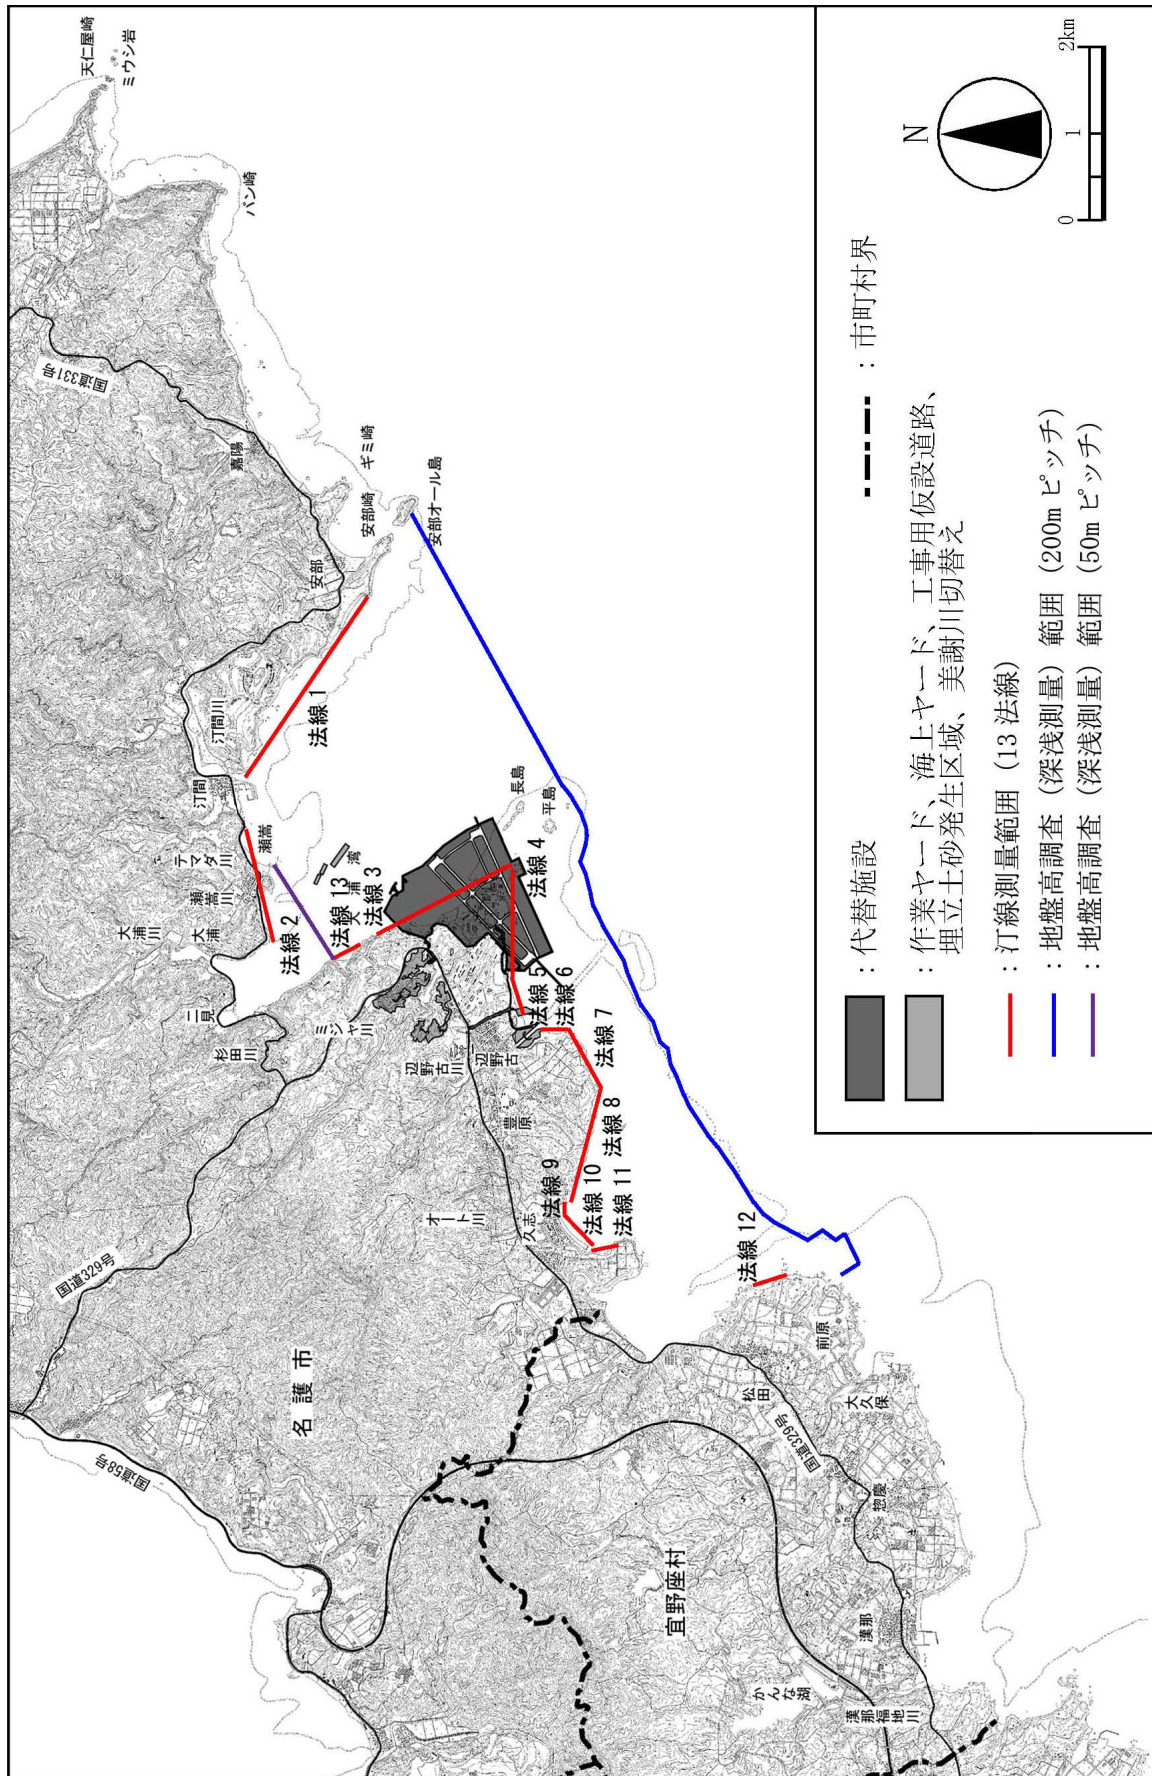 天仁屋崎
ミウシ岩
バン崎
国道331号
嘉陽
ギミ崎
安部崎
安部オール島
安部
汀間川
汀間
法線 1
テマダ川
瀬嵩川
瀬嵩
大浦川
大浦
法線 2
二見
杉田川
大浦湾
法線 13
法線 3
長島
平島
法線 4
ミジャ川
辺野古川
辺野古
法線 5
法線 6
法線 7
豊原
法線 8
法線 9
法線 10
法線 11
オート川
久志
法線 12
国道329号
国道58号
名護市
前原
松田
大久保
国道329号
惣慶
宜野座村
漢那
かんな湖
漢那福地川
：代替施設
：市町村界
：作業ヤード、海上ヤード、工事用仮設道路、
埋立土砂発生区域、美謝川切替え
：汀線測量範囲（13 法線）
：地盤高調査（深浅測量）範囲（200m ピッチ）
：地盤高調査（深浅測量）範囲（50m ピッチ）
N
0 1 2km